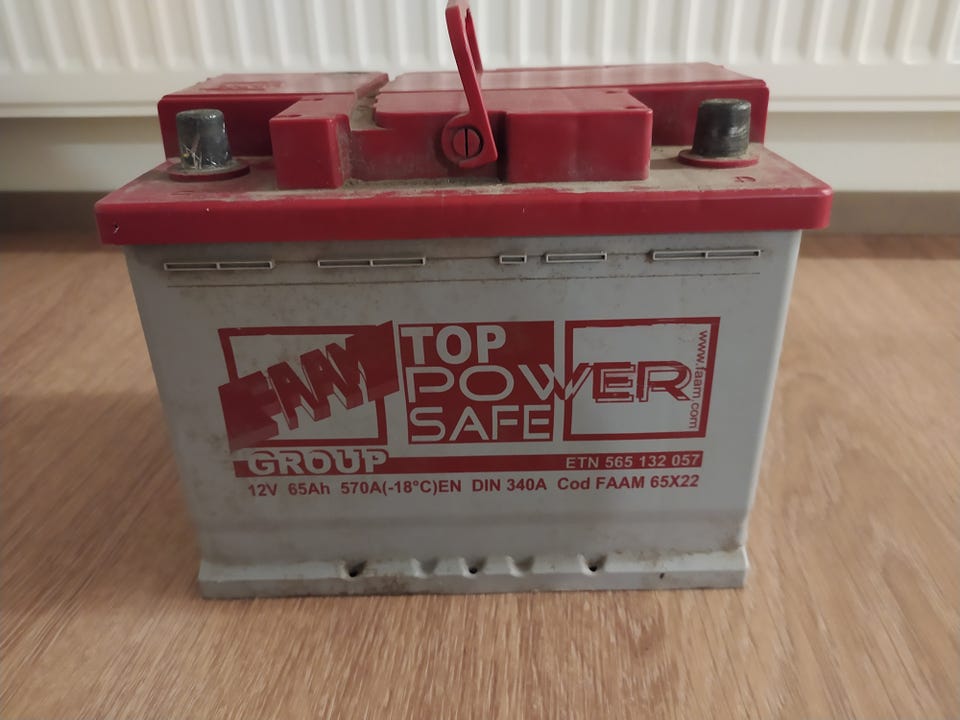 FAAM
TOP
POWER
SAFE
www.faam.com
GROUP
ETN 565 132 057
12V 65Ah 570A(-18°C)EN DIN 340A Cod FAAM 65X22